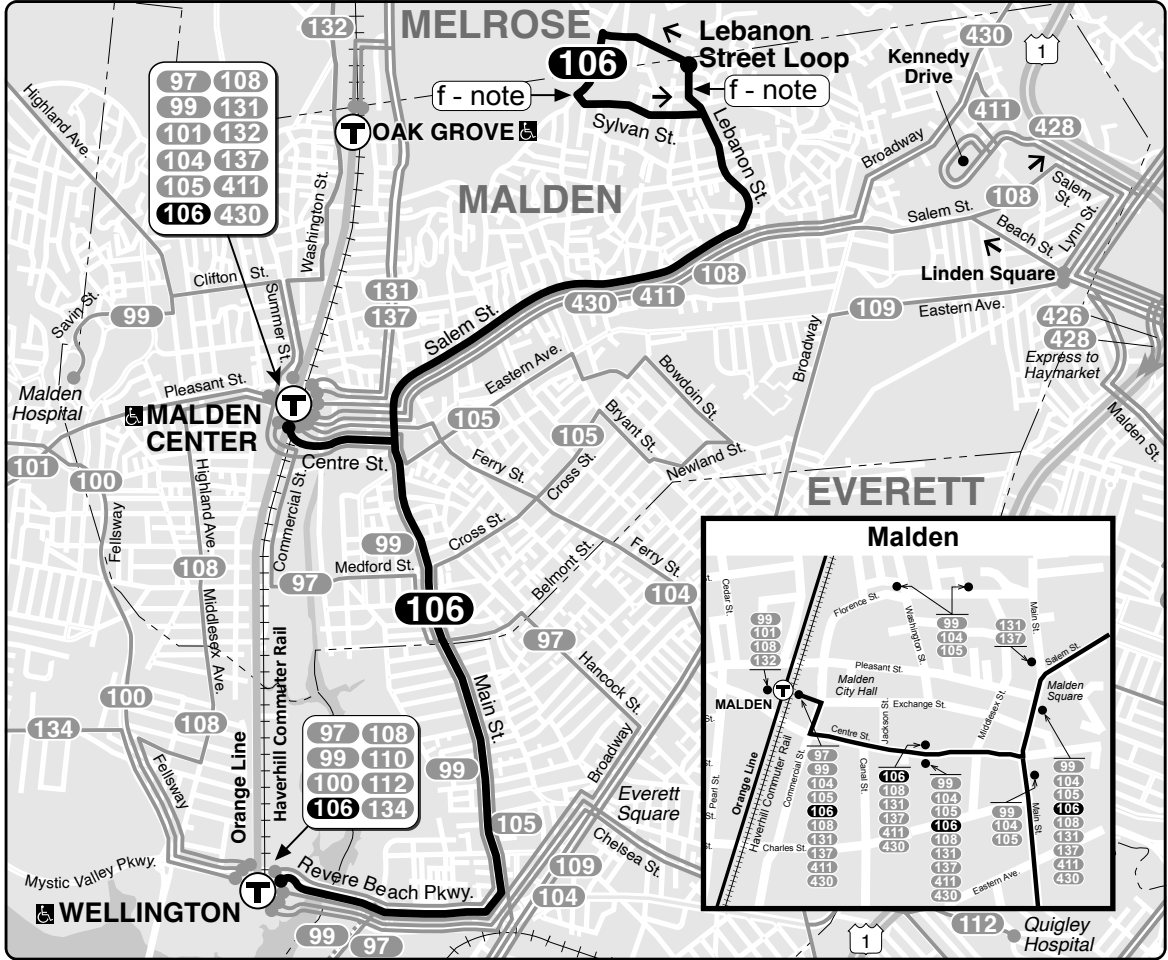 MELROSE
132
106
Lebanon
Street Loop
f - note
f - note
Sylvan St.
Lebanon St.
430
1
Kennedy
Drive
411
428
Broadway
108
Salem
St.
Salem St.
Beach St.
Lynn St.
Linden Square
97 108
99 131
101 132
104 137
105 411
106 430
T OAK GROVE
MALDEN
Highland Ave.
Washington St.
Clifton St.
Summer St.
Savin St.
99
131
137
108
411
430
Salem St.
109
Eastern Ave.
Broadway
426
428
Express to
Haymarket
Malden St.
Malden
Hospital
Pleasant St.
T
MALDEN
CENTER
Centre St.
Eastern Ave.
105
105
Bowdoin St.
Bryant St.
Newland St.
Ferry St.
Cross St.
Cross St.
EVERETT
101
100
Fellsway
Highland Ave.
Commercial St.
99
Medford St.
97
108
Middlesex Ave.
106
Belmont St.
Ferry St.
104
97
Hancock St.
Main St.
Broadway
100
134
108
Fellsway
Orange Line
Haverhill Commuter Rail
97 108
99 110
100 112
106 134
99
105
Everett
Square
Chelsea St.
109
104
Mystic Valley Pkwy.
Revere Beach Pkwy.
T
WELLINGTON
99
97
1
112
Quigley
Hospital
Malden
Cedar St.
Florence St.
Washington St.
99
104
105
131
137
Main St.
Salem St.
99
101
108
132
Pleasant St.
Malden
City Hall
Malden
Square
MALDEN
T
Exchange St.
Jackson St.
Middlesex St.
Centre St.
Orange Line
Haverhill Commuter Rail
Commercial St.
Canal St.
Pearl St.
St.
St.
St.
St.
Charles St.
97
99
104
105
106
108
131
137
411
430
106
108
131
137
411
430
99
104
105
106
108
131
137
411
430
99
104
105
Main St.
Eastern Ave.
99
104
105
106
108
131
137
411
430